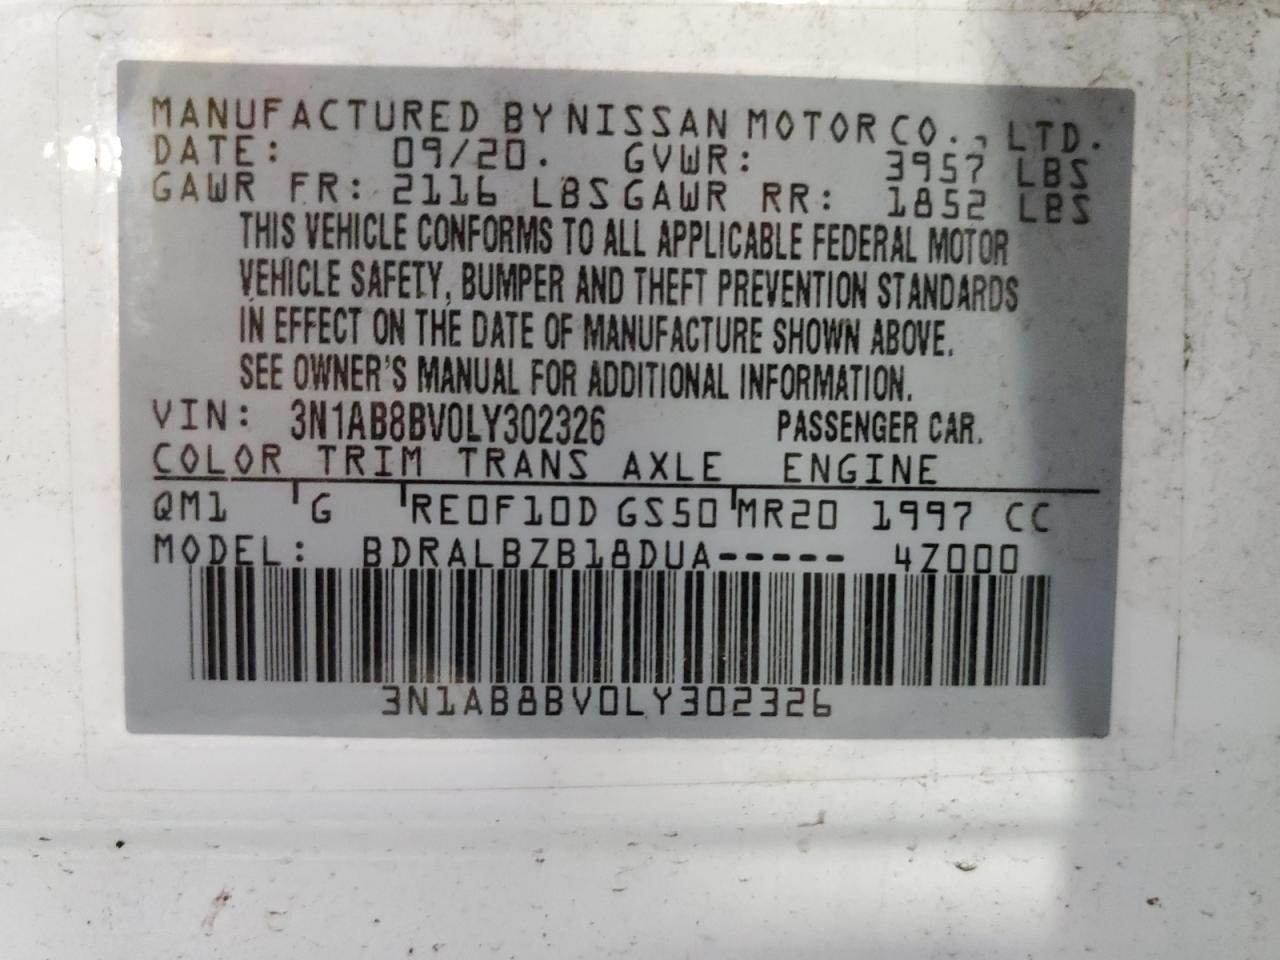 MANUFACTURED BY NISSAN MOTOR CO., LTD.
DATE: 09/20. GVWR: 3957 LBS
GAWR FR: 2116 LBS GAWR RR: 1852 LBS
THIS VEHICLE CONFORMS TO ALL APPLICABLE FEDERAL MOTOR
VEHICLE SAFETY, BUMPER AND THEFT PREVENTION STANDARDS
IN EFFECT ON THE DATE OF MANUFACTURE SHOWN ABOVE.
SEE OWNER'S MANUAL FOR ADDITIONAL INFORMATION.
VIN: 3N1AB8BV0LY302326 PASSENGER CAR.
COLOR TRIM TRANS AXLE ENGINE
QM1 G RE0F10D GS50 MR20 1997 CC
MODEL: BDRALBZB18DUA----- 4Z000
3N1AB8BV0LY302326